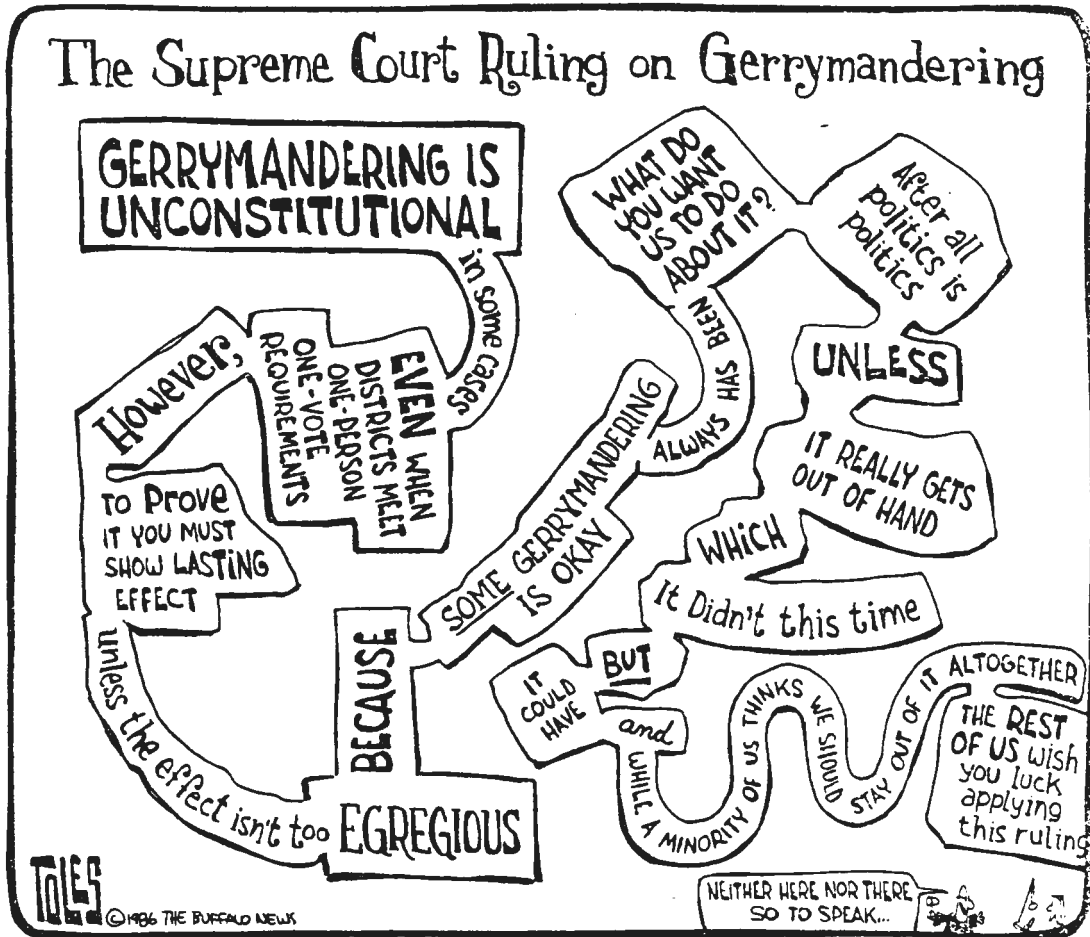 The Supreme Court Ruling on Gerrymandering
GERRYMANDERING IS
UNCONSTITUTIONAL
in some cases
EVEN WHEN
DISTRICTS MEET
ONE-PERSON
ONE-VOTE
REQUIREMENTS
However,
TO PROVE
IT YOU MUST
SHOW LASTING
EFFECT
unless the effect isn't too
EGREGIOUS
BECAUSE
SOME GERRYMANDERING
IS OKAY
ALWAYS HAS BEEN
WHAT DO
YOU WANT
US TO DO
ABOUT IT?
After all
politics is
politics
UNLESS
IT REALLY GETS
OUT OF HAND
WHICH
It Didn't this time
BUT
IT
COULD
HAVE
and
WHILE A MINORITY OF US THINKS WE SHOULD STAY OUT OF IT ALTOGETHER
THE REST
OF US wish
you luck
applying
this ruling
TOLES
©1986 THE BUFFALO NEWS
NEITHER HERE NOR THERE
SO TO SPEAK...